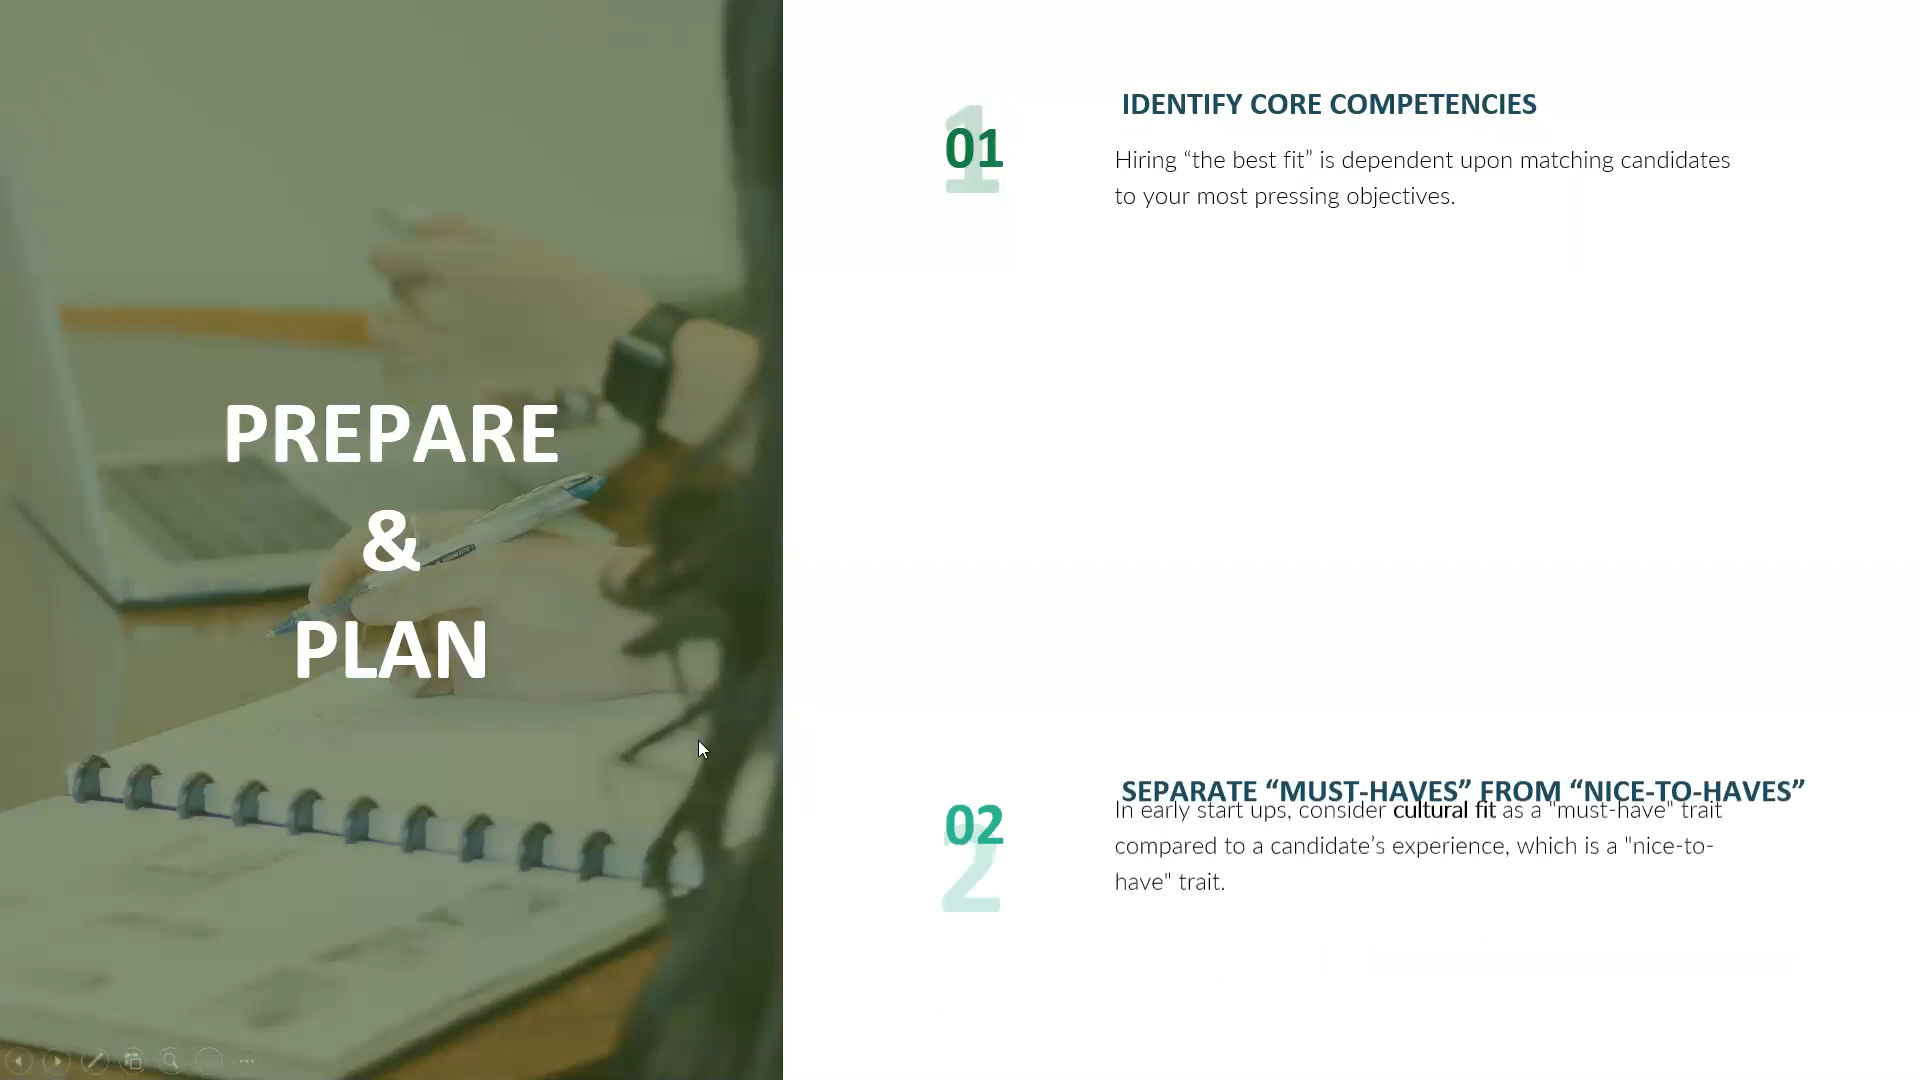 PREPARE
&
PLAN
1
01
IDENTIFY CORE COMPETENCIES
Hiring “the best fit” is dependent upon matching candidates
to your most pressing objectives.
02
2
SEPARATE “MUST-HAVES” FROM “NICE-TO-HAVES”
In early start ups, consider cultural fit as a "must-have" trait
compared to a candidate’s experience, which is a "nice-to-
have" trait.